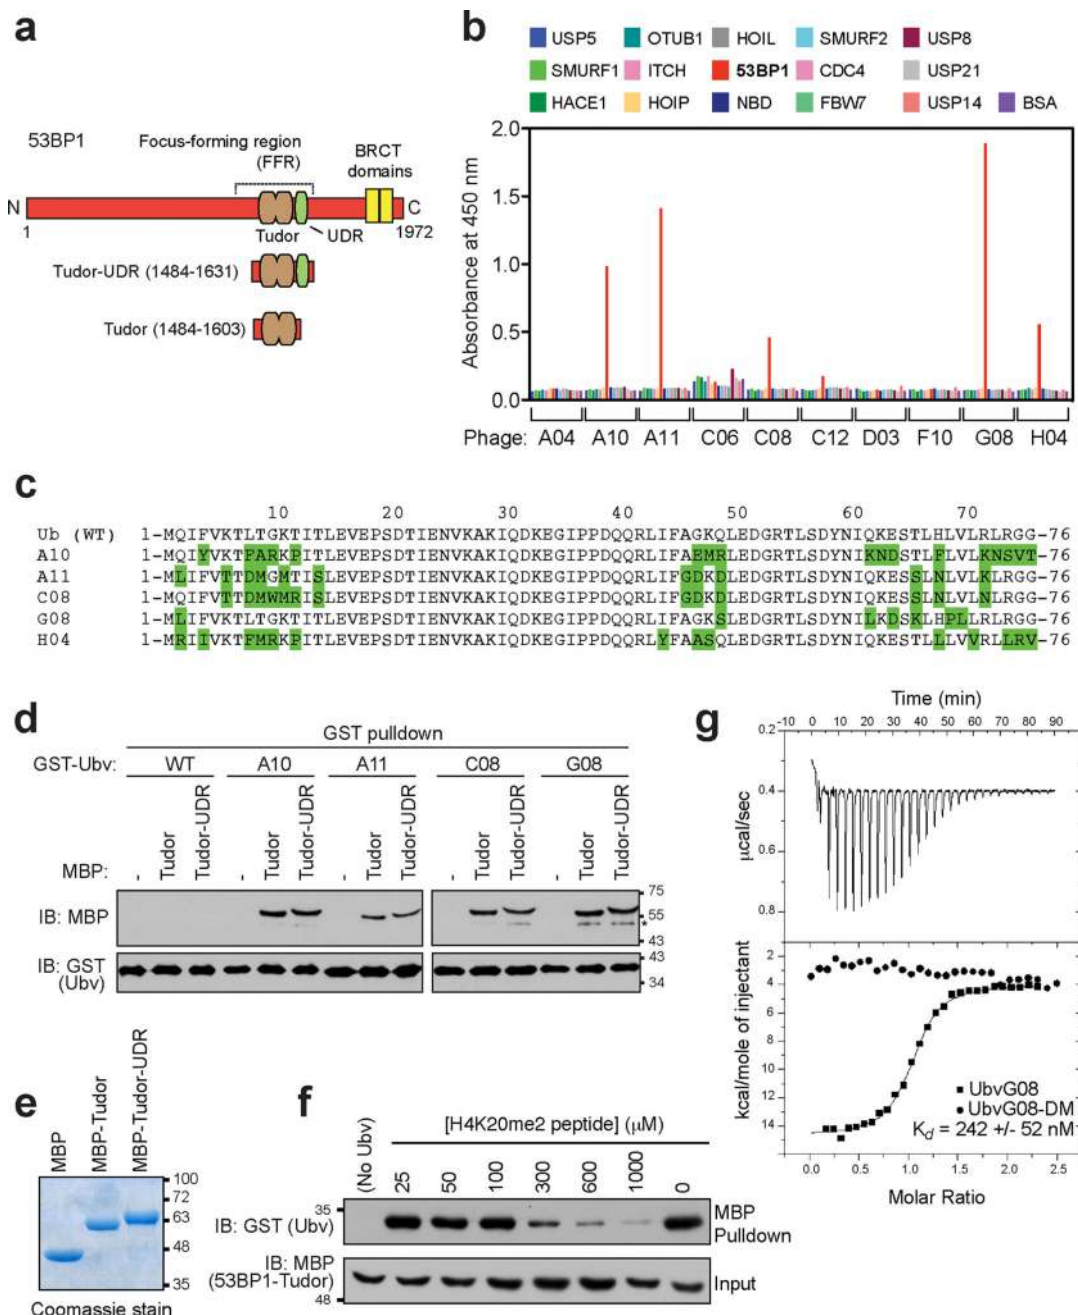 a
53BP1
Focus-forming region
(FFR)
BRCT
domains
N
C
1
1972
Tudor
UDR
Tudor-UDR (1484-1631)
Tudor (1484-1603)
b
USP5 OTUB1 HOIL SMURF2 USP8
SMURF1 ITCH 53BP1 CDC4 USP21
HACE1 HOIP NBD FBW7 USP14 BSA
Absorbance at 450 nm
2.0
1.5
1.0
0.5
0.0
Phage: A04 A10 A11 C06 C08 C12 D03 F10 G08 H04
c
10 20 30 40 50 60 70
Ub (WT) 1-MQIFVKTLTGKTITLEVEPSDTIENVKAKIQDKEGIPPDQQRLIFAGKQLEDGRTLSDYNIQKESTLHLVLRLRGG-76
A10 1-MQIYVKTFARKPITLEVEPSDTIENVKAKIQDKEGIPPDQQRLIFAEMRLEDGRTLSDYNIKNDSTLFLVLKNSVT-76
A11 1-MLIFVTTDMGMTISLEVEPSDTIENVKAKIQDKEGIPPDQQRLIFGDKDLEDGRTLSDYNIQKESSLNLVLKLRGG-76
C08 1-MQIFVTTDMWMRISLEVEPSDTIENVKAKIQDKEGIPPDQQRLIFGDKDLEDGRTLSDYNIQKESSLNLVLKLRGG-76
G08 1-MLIFVKTLTGKTITLEVEPSDTIENVKAKIQDKEGIPPDQQRLIFAGKSLEDGRTLSDYNILKDSKLHPLLRLRGG-76
H04 1-MRIIVKTFMRKPITLEVEPSDTIENVKAKIQDKEGIPPDQQRLIYAASQLEDGRTLSDYNIQKESTLLLVVRLLRV-76
d
GST pulldown
GST-Ubv: WT A10 A11 C08 G08
MBP: - Tudor Tudor-UDR - Tudor Tudor-UDR - Tudor Tudor-UDR - Tudor Tudor-UDR - Tudor Tudor-UDR
IB: MBP
75
55
*
43
IB: GST
(Ubv)
43
34
e
MBP
MBP-Tudor
MBP-Tudor-UDR
100
72
63
48
35
Coomassie stain
f
[H4K20me2 peptide] (μM)
(No Ubv) 25 50 100 300 600 1000 0
35
IB: GST (Ubv)
MBP
Pulldown
IB: MBP
(53BP1-Tudor)
48
Input
g
Time (min)
-10 0 10 20 30 40 50 60 70 80 90
0.2
0.4
0.6
0.8
μcal/sec
2
4
6
8
10
12
14
kcal/mole of injectant
UbvG08
UbvG08-DM
Kd = 242 +/- 52 nM
0.0 0.5 1.0 1.5 2.0 2.5
Molar Ratio